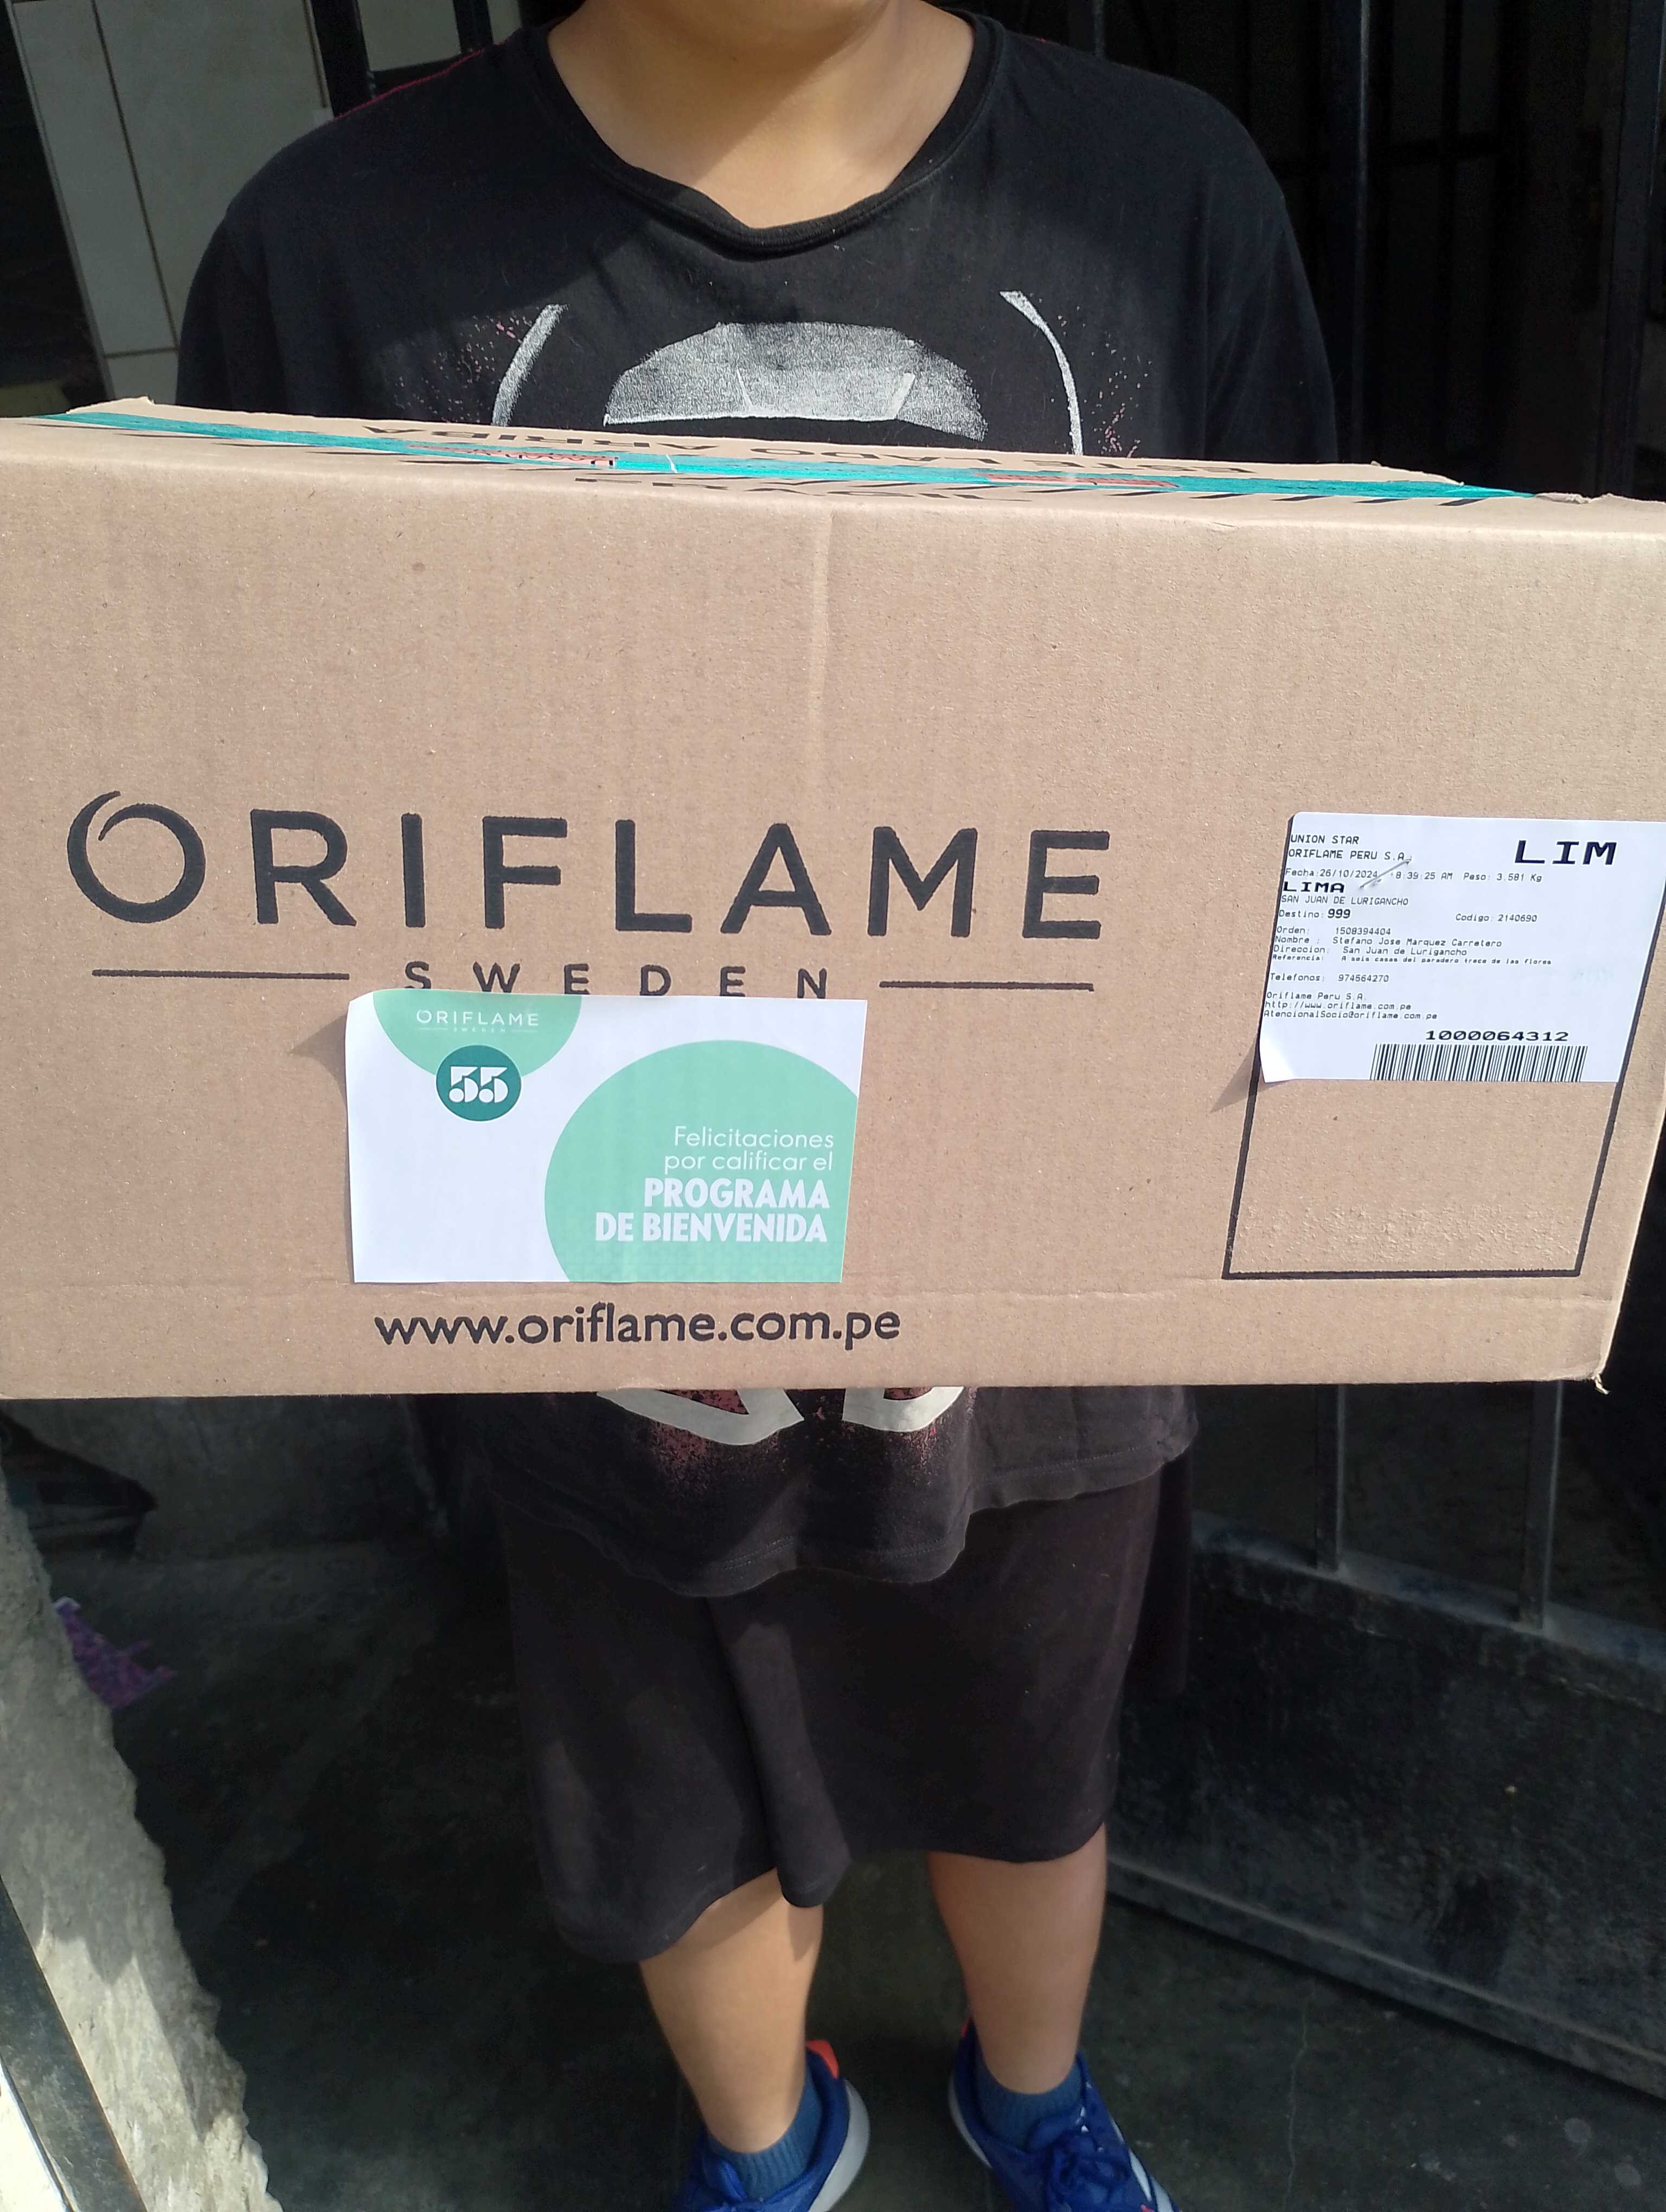 ESTE LADO ARRIBA
ORIFLAME
SWEDEN
UNION STAR
LIM
ORIFLAME PERU S.A.
Fecha:26/10/2024 8:39:25 AM Peso: 3.581 Kg
LIMA
SAN JUAN DE LURIGANCHO
Destino: 999 Codigo: 2140690
Orden: 1508394404
Nombre : Stefano Jose Marquez Carretero
Direccion: San Juan de Lurigancho
Referencia: A seis casas del paradero trece de las flores
Telefonos: 974564270
Oriflame Peru S.A.
http://www.oriflame.com.pe
AtencionalSocio@oriflame.com.pe
1000064312
ORIFLAME
SWEDEN
55
Felicitaciones
por calificar el
PROGRAMA
DE BIENVENIDA
www.oriflame.com.pe